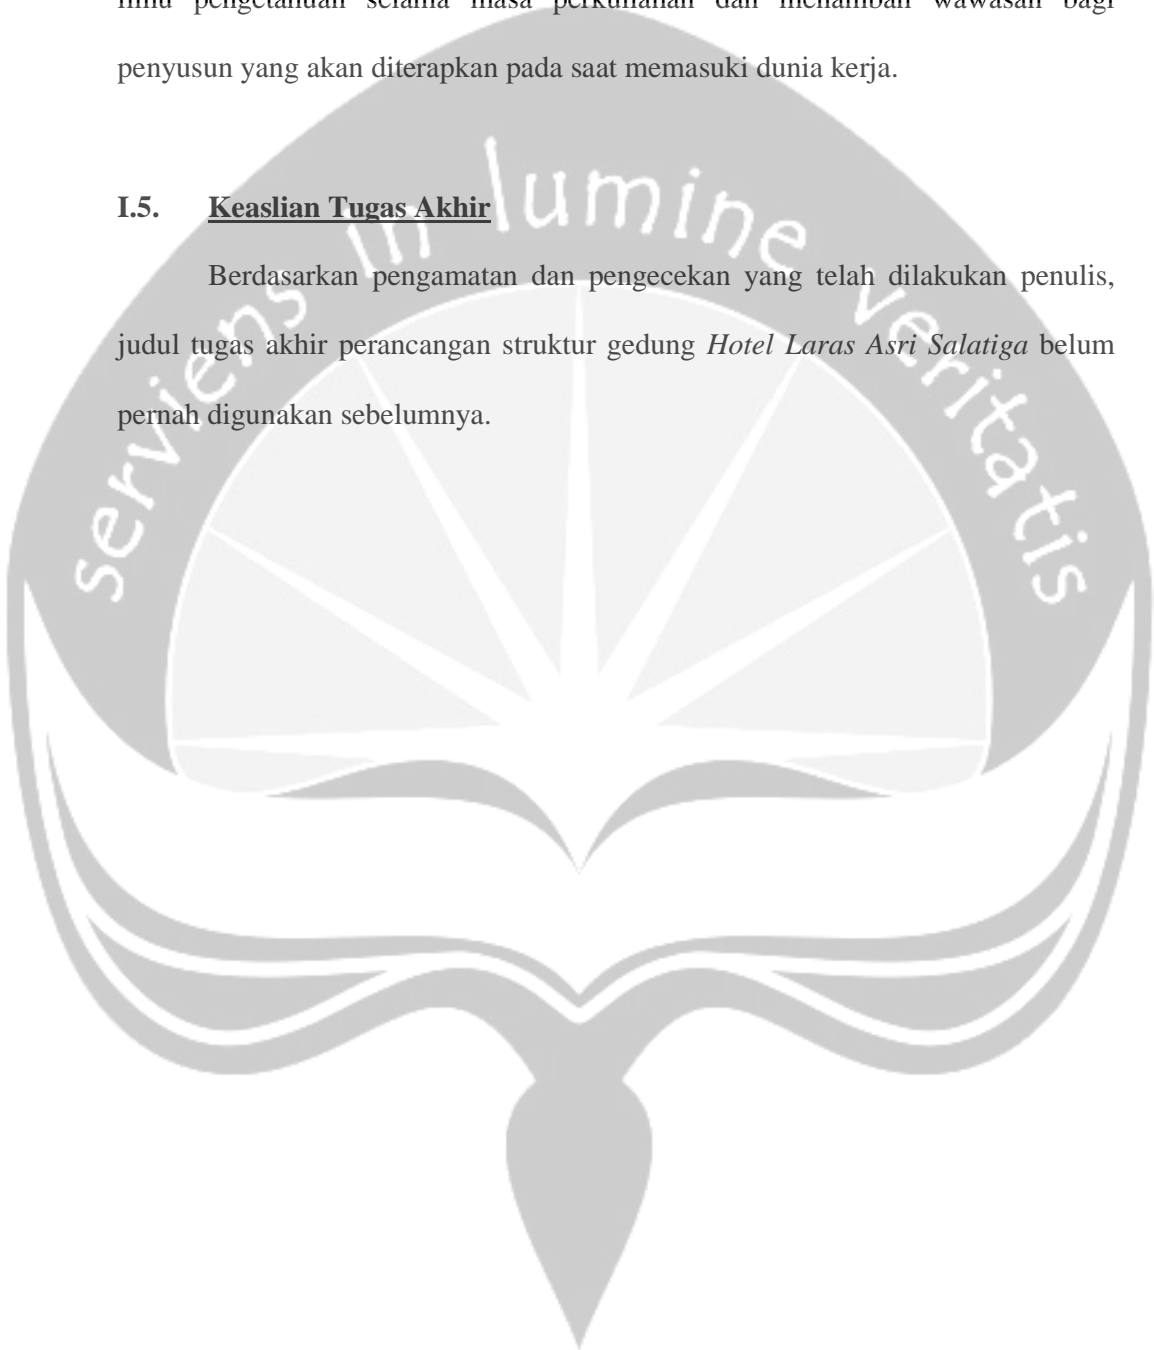 ilmu pengetahuan selama masa perkuliahan dan menambah wawasan bagi
penyusun yang akan diterapkan pada saat memasuki dunia kerja.
I.5. Keaslian Tugas Akhir
Berdasarkan pengamatan dan pengecekan yang telah dilakukan penulis,
judul tugas akhir perancangan struktur gedung Hotel Laras Asri Salatiga belum
pernah digunakan sebelumnya.
serviens in lumine veritatis